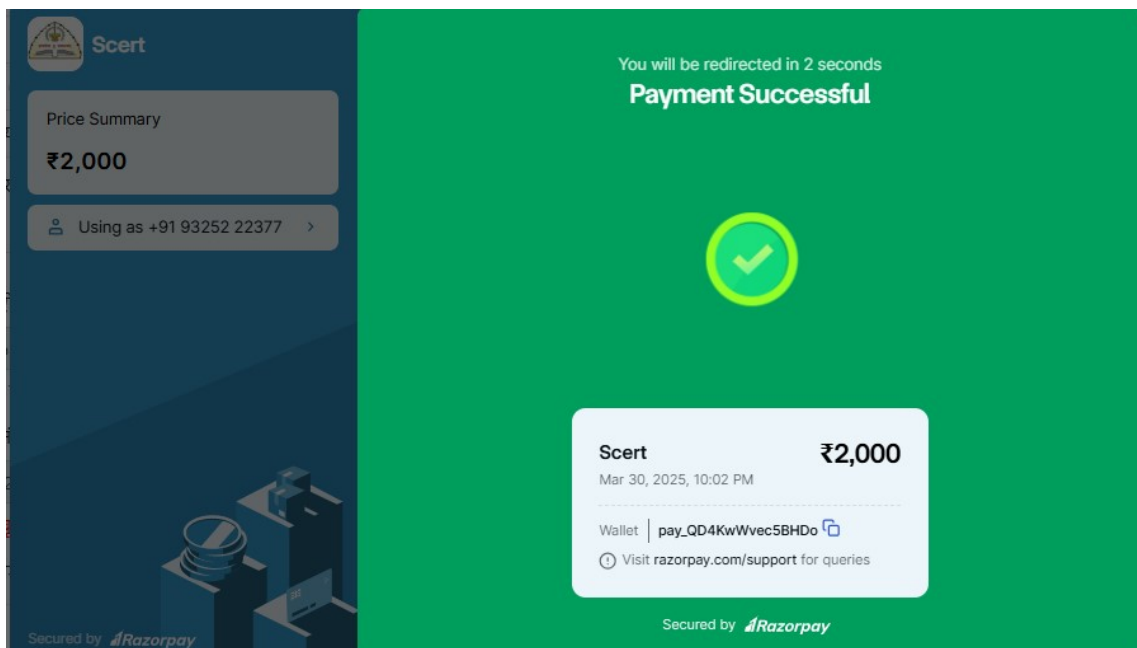 Scert
Price Summary
₹2,000
Using as +91 93252 22377
Secured by Razorpay
You will be redirected in 2 seconds
Payment Successful
Scert ₹2,000
Mar 30, 2025, 10:02 PM
Wallet | pay_QD4KwWvec5BHDo
Visit razorpay.com/support for queries
Secured by Razorpay